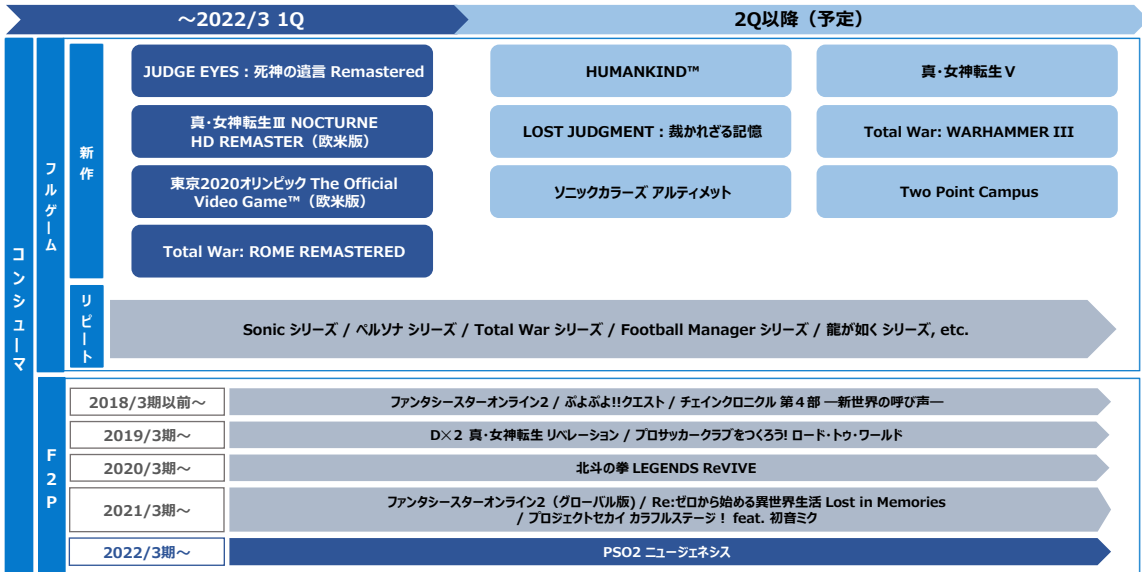 ～2022/3 1Q
2Q以降（予定）
コンシューマ
フルゲーム
新作
JUDGE EYES：死神の遺言 Remastered
真・女神転生Ⅲ NOCTURNE
HD REMASTER（欧米版）
東京2020オリンピック The Official
Video Game™（欧米版）
Total War: ROME REMASTERED
HUMANKIND™
LOST JUDGMENT：裁かれざる記憶
ソニックカラーズ アルティメット
真・女神転生Ⅴ
Total War: WARHAMMER III
Two Point Campus
リピート
Sonic シリーズ / ペルソナ シリーズ / Total War シリーズ / Football Manager シリーズ / 龍が如く シリーズ, etc.
F2P
2018/3期以前～
ファンタシースターオンライン2 / ぷよぷよ!!クエスト / チェインクロニクル 第４部 ―新世界の呼び声―
2019/3期～
D×2 真・女神転生 リベレーション / プロサッカークラブをつくろう! ロード・トゥ・ワールド
2020/3期～
北斗の拳 LEGENDS ReVIVE
2021/3期～
ファンタシースターオンライン2（グローバル版) / Re:ゼロから始める異世界生活 Lost in Memories
/ プロジェクトセカイ カラフルステージ！ feat. 初音ミク
2022/3期～
PSO2 ニュージェネシス